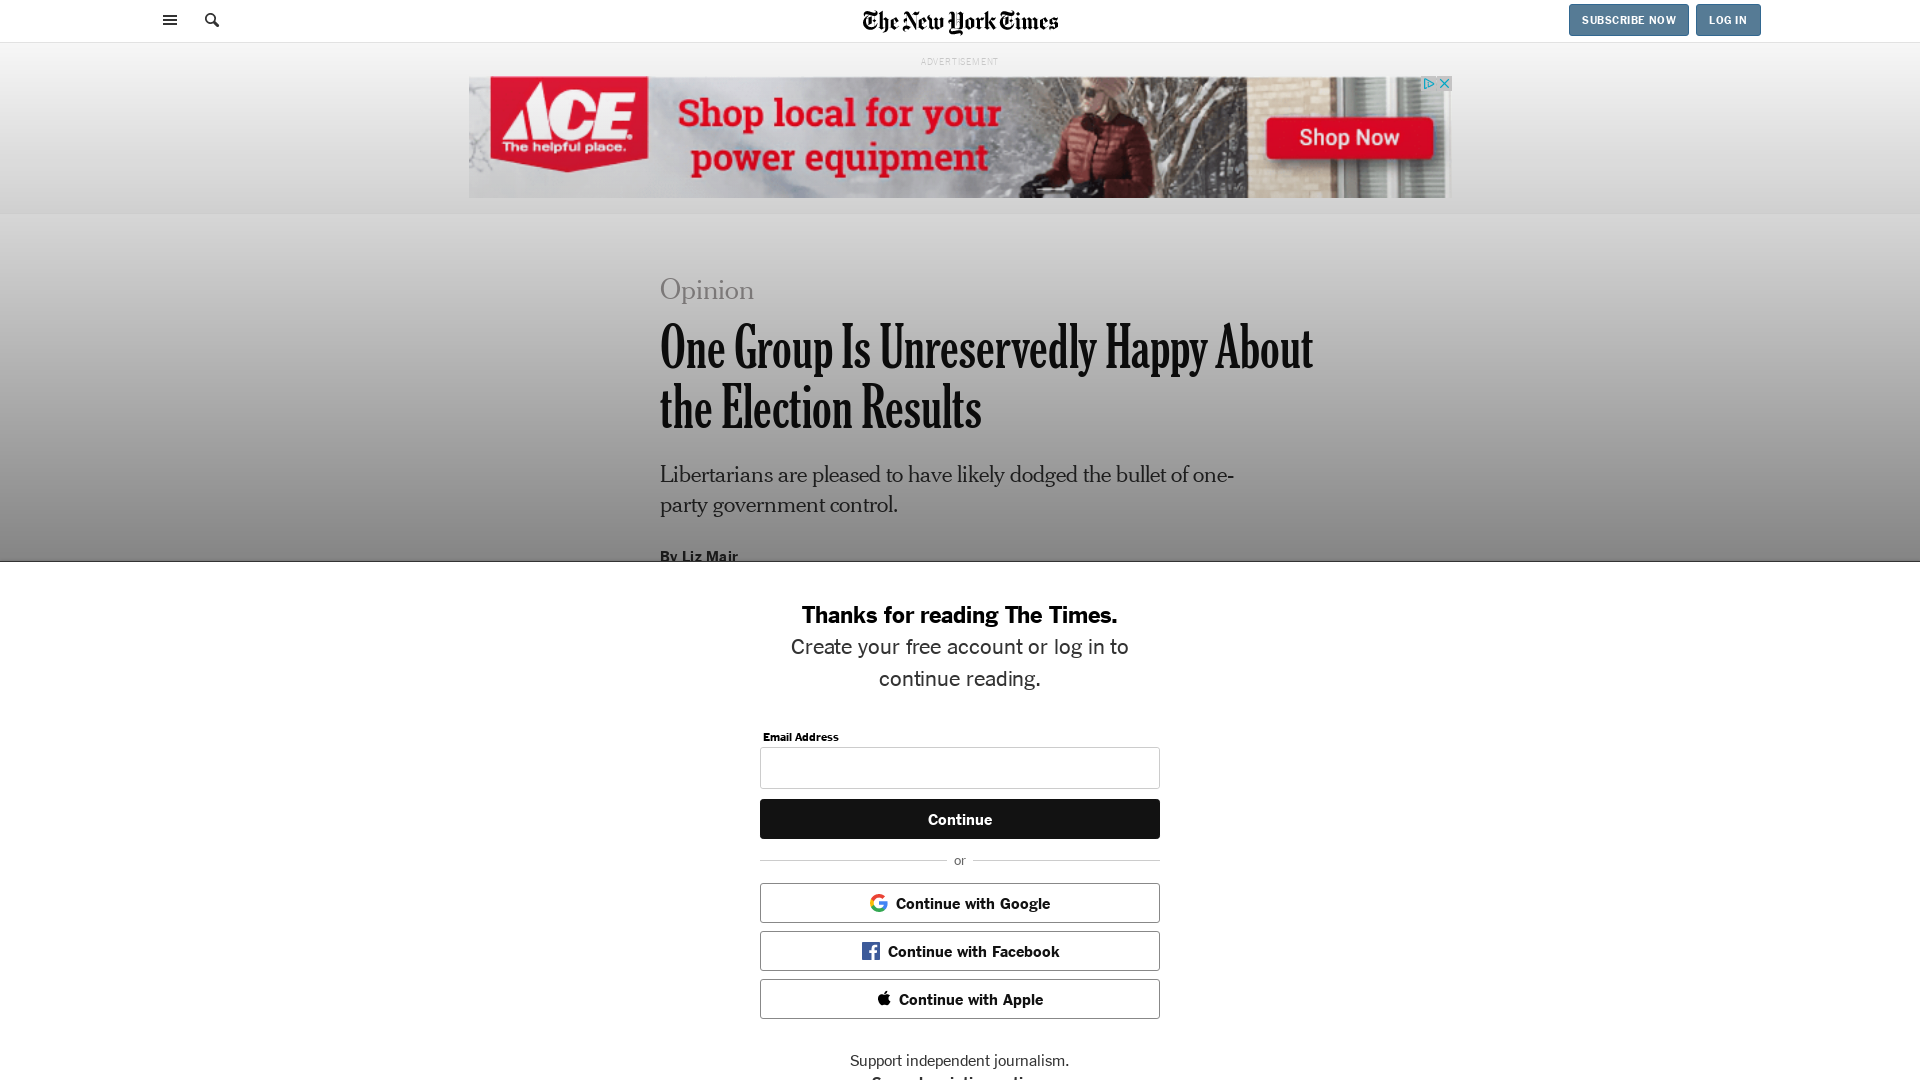 The New York Times
SUBSCRIBE NOW
LOG IN
ADVERTISEMENT
ACE
The helpful place.
Shop local for your
power equipment
Shop Now
Opinion
One Group Is Unreservedly Happy About
the Election Results
Libertarians are pleased to have likely dodged the bullet of one-
party government control.
By Liz Mair
Thanks for reading The Times.
Create your free account or log in to
continue reading.
Email Address
Continue
or
Continue with Google
Continue with Facebook
Continue with Apple
Support independent journalism.